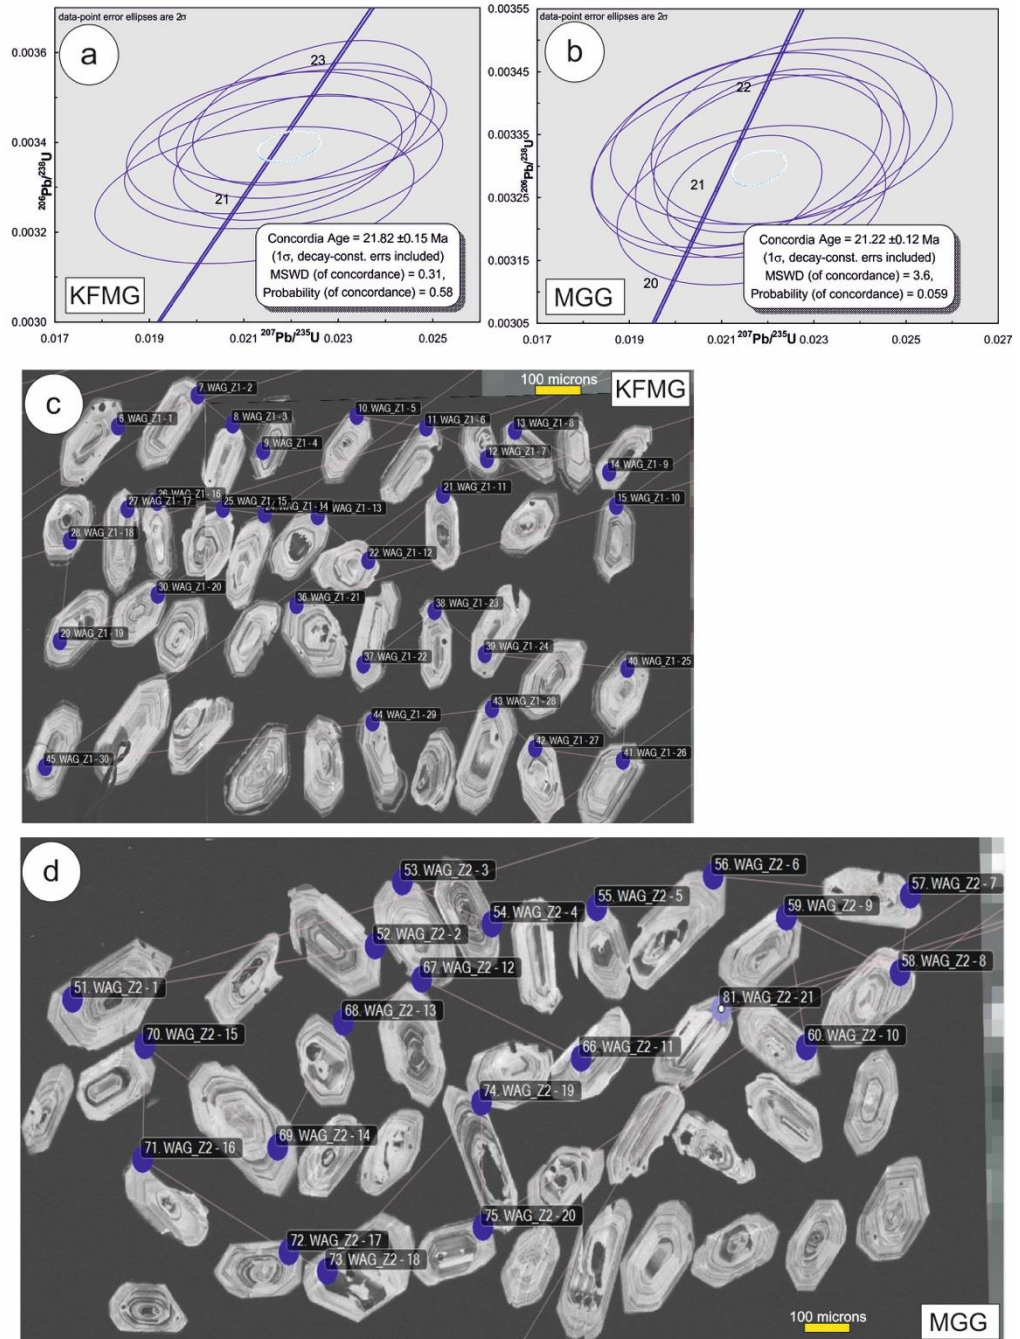 data-point error ellipses are 2σ
a
0.0036
0.0034
0.0032
0.0030
²⁰⁶Pb/²³⁸U
23
21
Concordia Age = 21.82 ±0.15 Ma
(1σ, decay-const. errs included)
MSWD (of concordance) = 0.31,
Probability (of concordance) = 0.58
KFMG
0.017
0.019
0.021
0.023
0.025
²⁰⁷Pb/²³⁵U
data-point error ellipses are 2σ
b
0.00355
0.00345
0.00335
0.00325
0.00315
0.00305
²⁰⁶Pb/²³⁸U
22
21
20
Concordia Age = 21.22 ±0.12 Ma
(1σ, decay-const. errs included)
MSWD (of concordance) = 3.6,
Probability (of concordance) = 0.059
MGG
0.017
0.019
0.021
0.023
0.025
0.027
²⁰⁷Pb/²³⁵U
c
100 microns
KFMG
7. WAG_Z1 - 2
6. WAG_Z1 - 1
8. WAG_Z1 - 3
9. WAG_Z1 - 4
10. WAG_Z1 - 5
11. WAG_Z1 - 6
13. WAG_Z1 - 8
12. WAG_Z1 - 7
14. WAG_Z1 - 9
21. WAG_Z1 - 11
15. WAG_Z1 - 10
26. WAG_Z1 - 16
27. WAG_Z1 - 17
25. WAG_Z1 - 15
WAG_Z1 - 14
WAG_Z1 - 13
28. WAG_Z1 - 18
22. WAG_Z1 - 12
30. WAG_Z1 - 20
36. WAG_Z1 - 21
38. WAG_Z1 - 23
29. WAG_Z1 - 19
37. WAG_Z1 - 22
39. WAG_Z1 - 24
40. WAG_Z1 - 25
43. WAG_Z1 - 28
44. WAG_Z1 - 29
42. WAG_Z1 - 27
45. WAG_Z1 - 30
41. WAG_Z1 - 26
d
53. WAG_Z2 - 3
56. WAG_Z2 - 6
57. WAG_Z2 - 7
55. WAG_Z2 - 5
59. WAG_Z2 - 9
54. WAG_Z2 - 4
52. WAG_Z2 - 2
67. WAG_Z2 - 12
58. WAG_Z2 - 8
51. WAG_Z2 - 1
81. WAG_Z2 - 21
68. WAG_Z2 - 13
70. WAG_Z2 - 15
60. WAG_Z2 - 10
66. WAG_Z2 - 11
74. WAG_Z2 - 19
69. WAG_Z2 - 14
71. WAG_Z2 - 16
75. WAG_Z2 - 20
72. WAG_Z2 - 17
73. WAG_Z2 - 18
100 microns
MGG